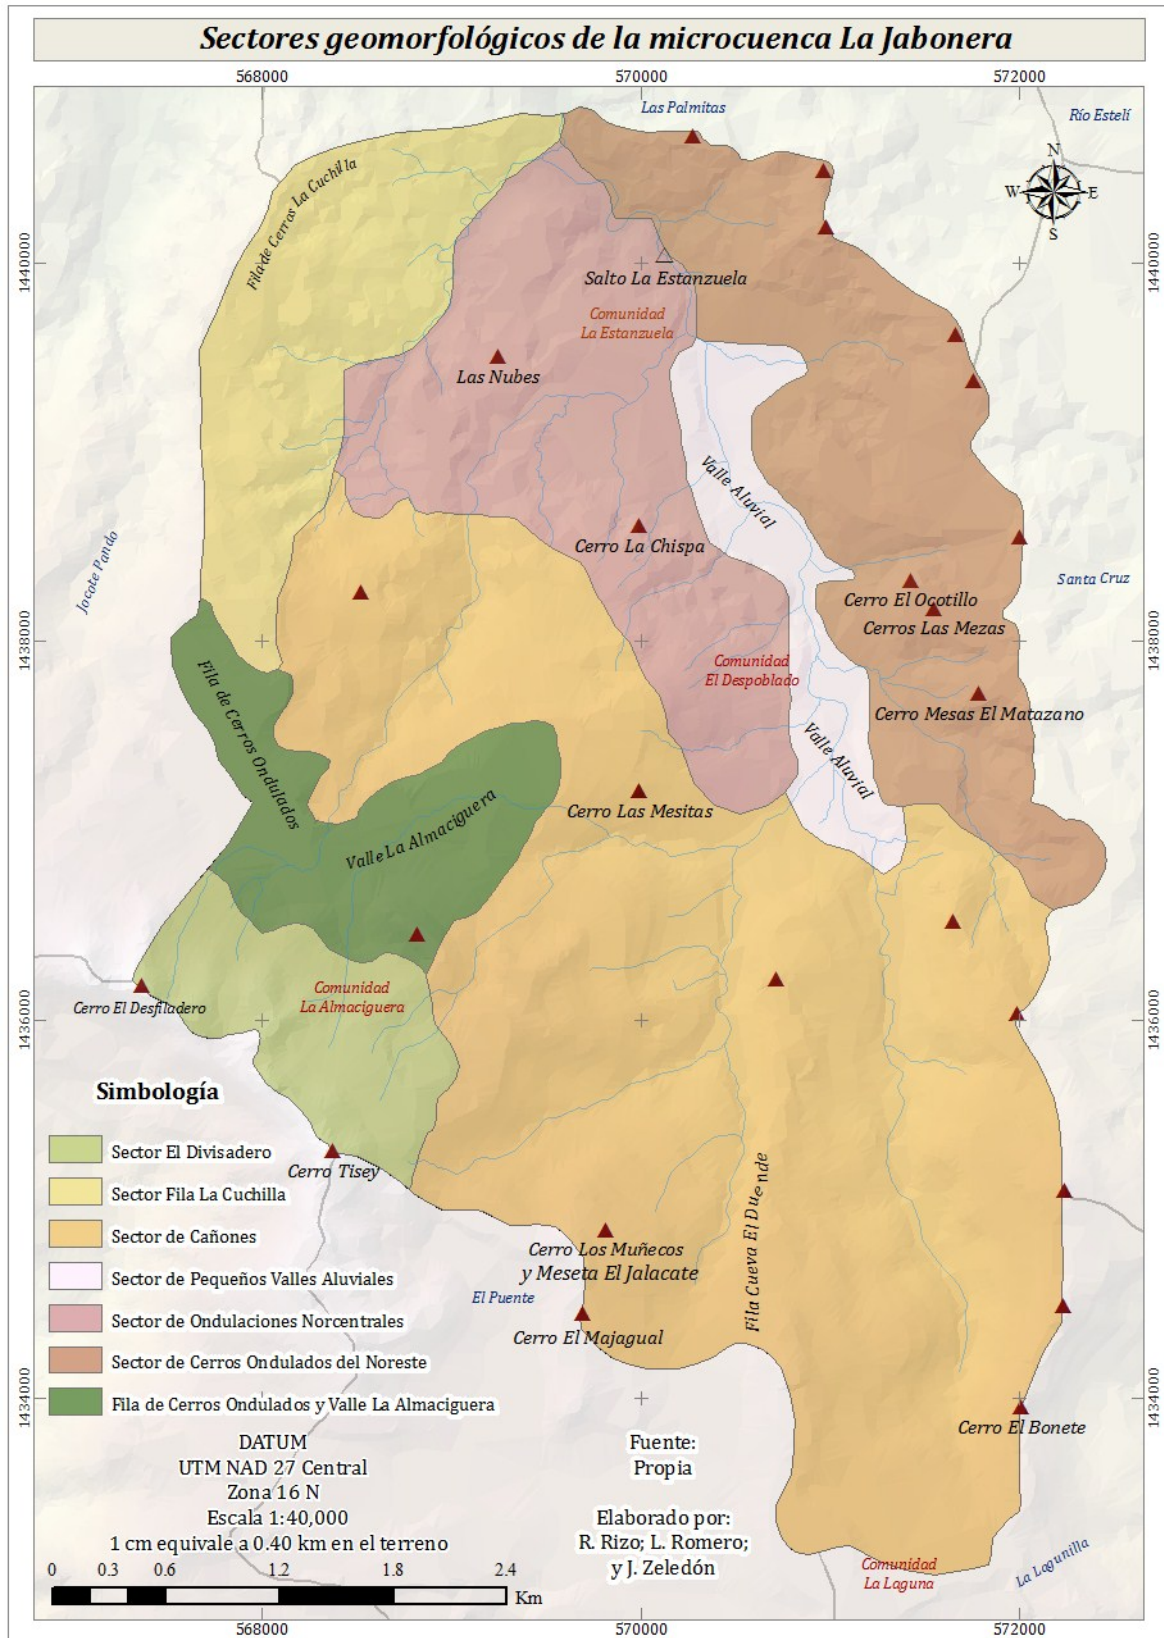 Sectores geomorfológicos de la microcuenca La Jabonera
568000
570000
572000
Las Palmitas
Río Estelí
N
W
E
S
Fila de Cerros La Cuchilla
1440000
1440000
Salto La Estanzuela
Comunidad
La Estanzuela
Las Nubes
Valle Aluvial
Cerro La Chispa
Jocote Pando
Santa Cruz
Cerro El Ocotillo
Cerros Las Mezas
1438000
1438000
Comunidad
El Despoblado
Fila de Cerros Ondulados
Cerro Mesas El Matazano
Valle Aluvial
Cerro Las Mesitas
Valle La Almaciguera
Comunidad
La Almaciguera
Cerro El Desfiladero
1436000
1436000
Simbología
Sector El Divisadero
Sector Fila La Cuchilla
Sector de Cañones
Sector de Pequeños Valles Aluviales
Sector de Ondulaciones Norcentrales
Sector de Cerros Ondulados del Noreste
Fila de Cerros Ondulados y Valle La Almaciguera
Cerro Tisey
Fila Cueva El Duende
Cerro Los Muñecos
y Meseta El Jalacate
El Puente
Cerro El Majagual
1434000
1434000
Cerro El Bonete
DATUM
UTM NAD 27 Central
Zona 16 N
Escala 1:40,000
1 cm equivale a 0.40 km en el terreno
0 0.3 0.6 1.2 1.8 2.4
Km
Fuente:
Propia
Elaborado por:
R. Rizo; L. Romero;
y J. Zeledón
Comunidad
La Laguna
La Lagunilla
568000
570000
572000